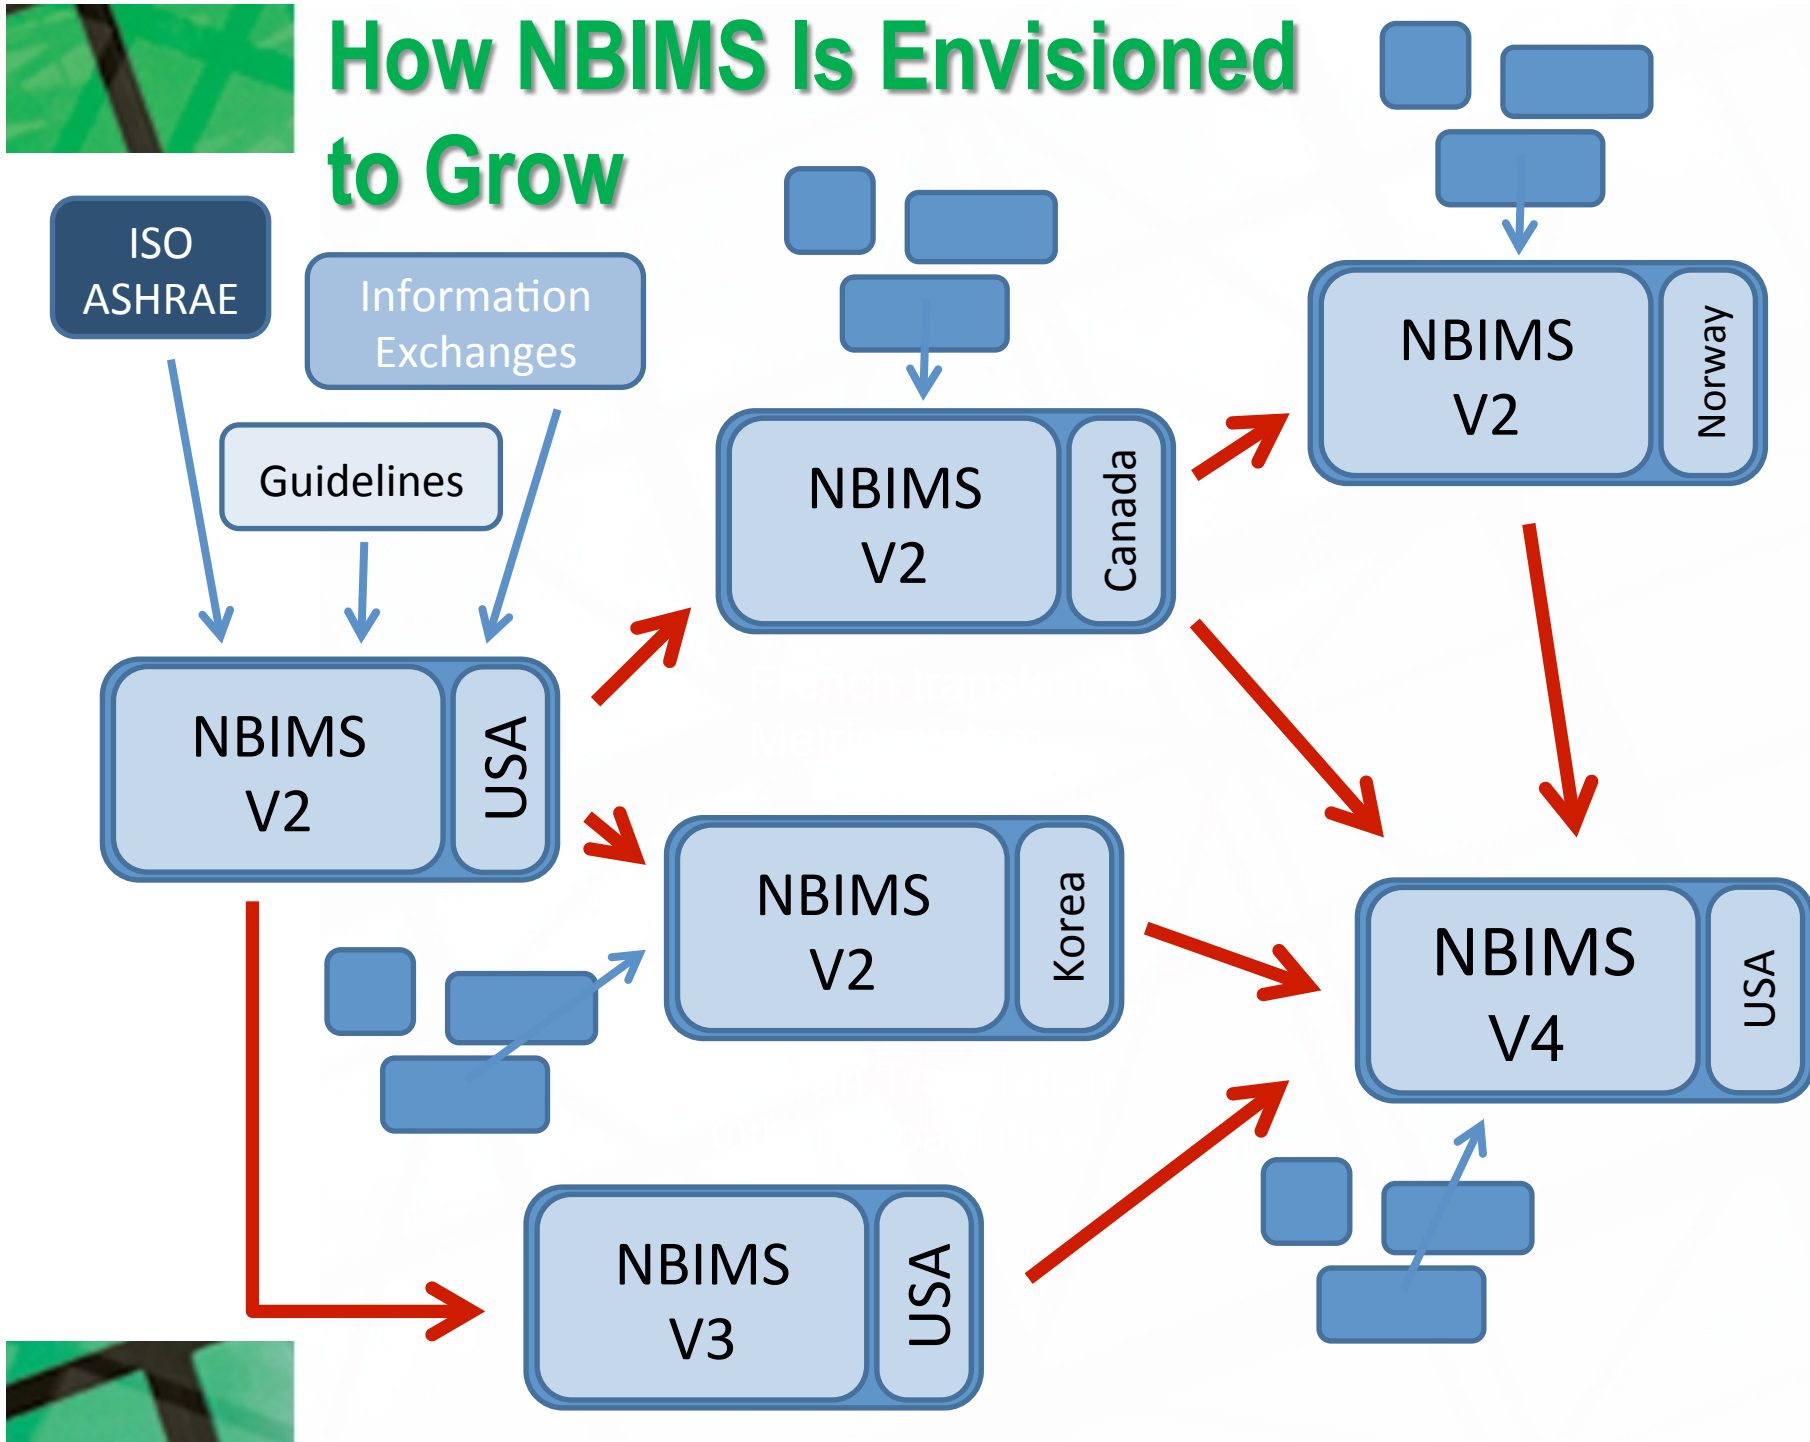 How NBIMS Is Envisioned
to Grow
ISO
ASHRAE
Information
Exchanges
Guidelines
NBIMS
V2
USA
NBIMS
V2
Canada
NBIMS
V2
Norway
NBIMS
V2
Korea
NBIMS
V3
USA
NBIMS
V4
USA